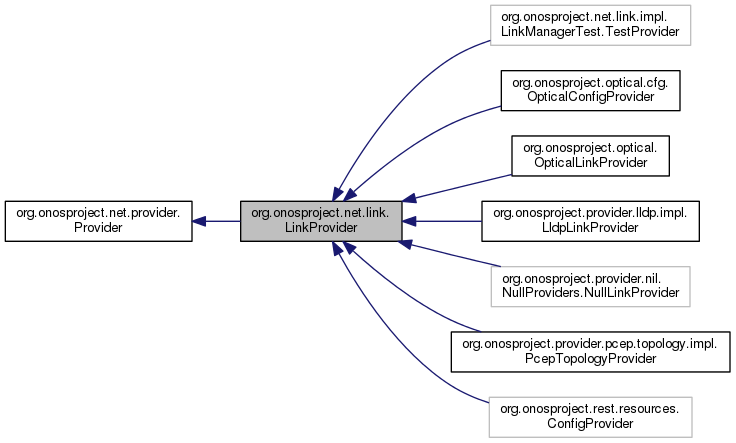 org.onosproject.net.link.impl.
LinkManagerTest.TestProvider
org.onosproject.optical.cfg.
OpticalConfigProvider
org.onosproject.optical.
OpticalLinkProvider
org.onosproject.net.provider.
Provider
org.onosproject.net.link.
LinkProvider
org.onosproject.provider.lldp.impl.
LldpLinkProvider
org.onosproject.provider.nil.
NullProviders.NullLinkProvider
org.onosproject.provider.pcep.topology.impl.
PcepTopologyProvider
org.onosproject.rest.resources.
ConfigProvider